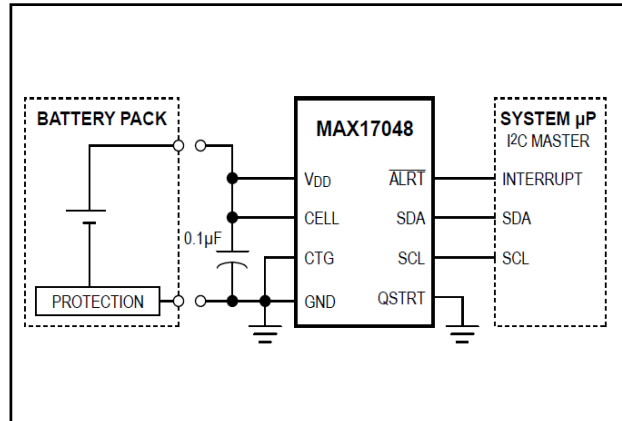 BATTERY PACK
PROTECTION
0.1µF
MAX17048
VDD
CELL
CTG
GND
ALRT
SDA
SCL
QSTRT
SYSTEM µP
I2C MASTER
INTERRUPT
SDA
SCL